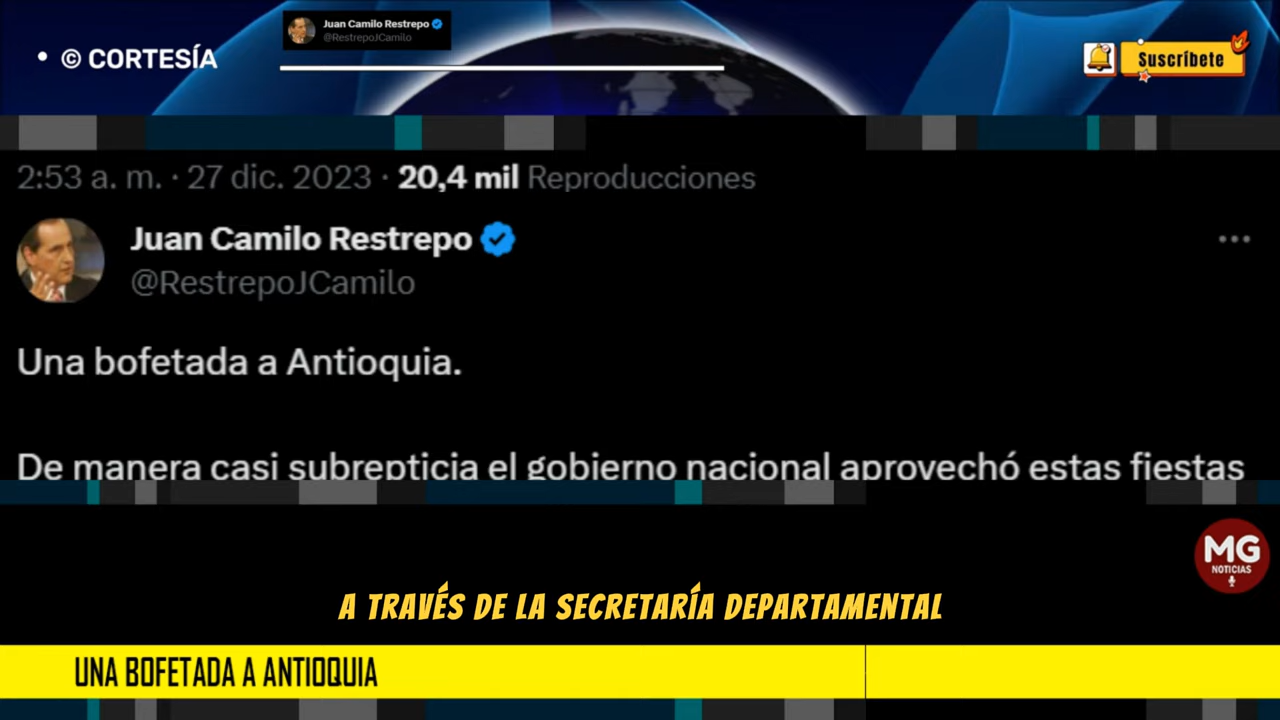 Juan Camilo Restrepo
@RestrepoJCamilo
• © CORTESÍA
Suscríbete
2:53 a. m. · 27 dic. 2023 · 20,4 mil Reproducciones
Juan Camilo Restrepo
@RestrepoJCamilo
Una bofetada a Antioquia.
De manera casi subrepticia el gobierno nacional aprovechó estas fiestas
MG
NOTICIAS
A TRAVÉS DE LA SECRETARÍA DEPARTAMENTAL
UNA BOFETADA A ANTIOQUIA